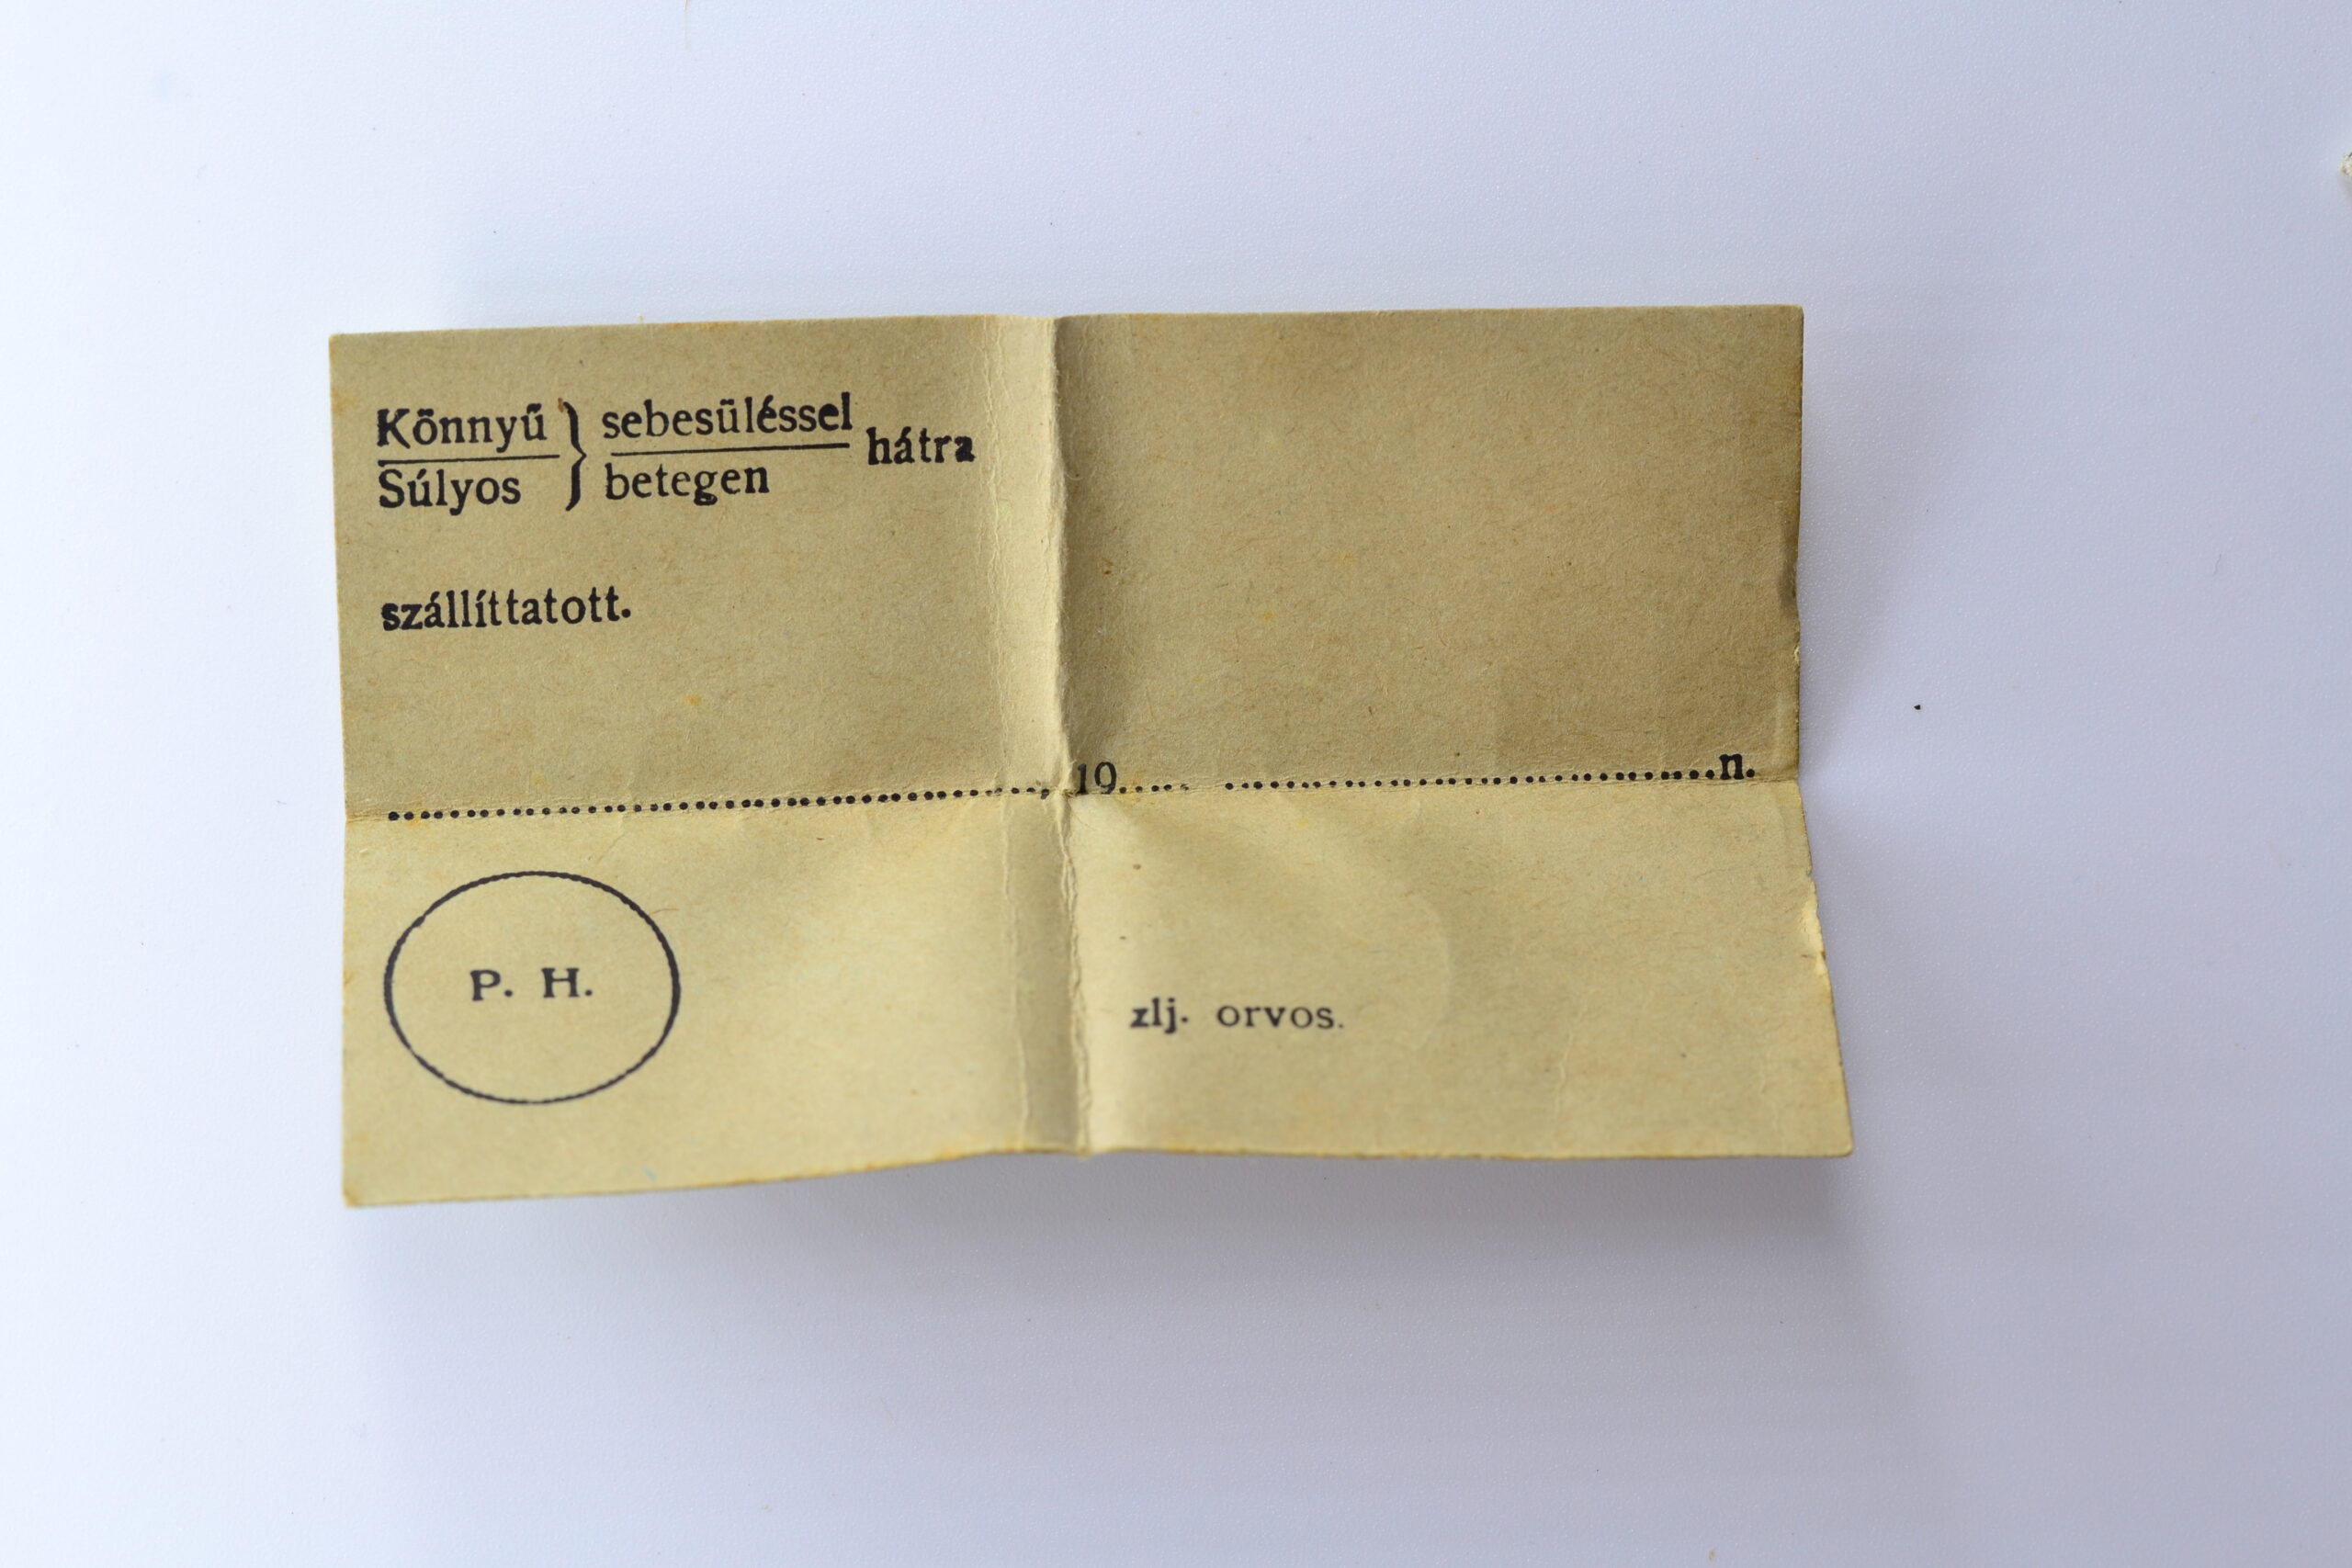 Könnyű } sebesüléssel hátra
Súlyos } betegen
szállíttatott.
......................................................, 19..... ......................................n.
P. H.
zlj. orvos.